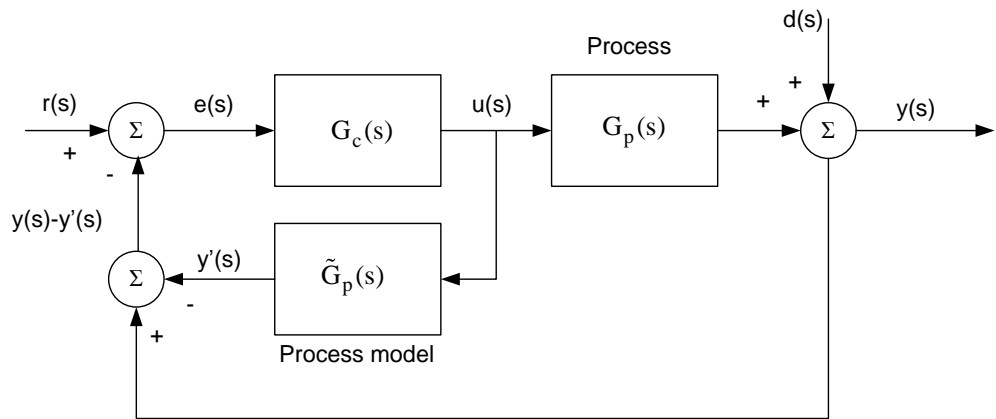 d(s)
Process
r(s)
e(s)
u(s)
y(s)
Σ
G_c(s)
G_p(s)
Σ
+
+
+
-
y(s)-y’(s)
y’(s)
Σ
G̃_p(s)
-
+
Process model